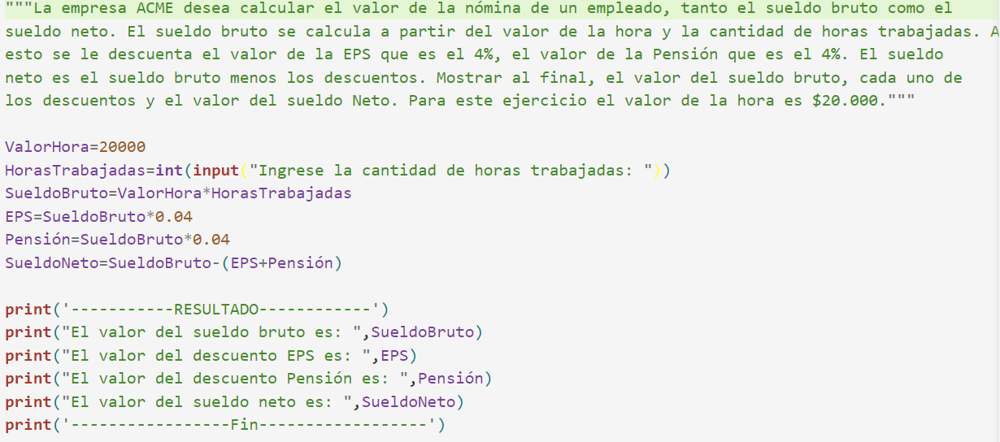 """La empresa ACME desea calcular el valor de la nómina de un empleado, tanto el sueldo bruto como el
sueldo neto. El sueldo bruto se calcula a partir del valor de la hora y la cantidad de horas trabajadas. A
esto se le descuenta el valor de la EPS que es el 4%, el valor de la Pensión que es el 4%. El sueldo
neto es el sueldo bruto menos los descuentos. Mostrar al final, el valor del sueldo bruto, cada uno de
los descuentos y el valor del sueldo Neto. Para este ejercicio el valor de la hora es $20.000."""

ValorHora=20000
HorasTrabajadas=int(input("Ingrese la cantidad de horas trabajadas: "))
SueldoBruto=ValorHora*HorasTrabajadas
EPS=SueldoBruto*0.04
Pensión=SueldoBruto*0.04
SueldoNeto=SueldoBruto-(EPS+Pensión)

print('-----------RESULTADO------------')
print("El valor del sueldo bruto es: ",SueldoBruto)
print("El valor del descuento EPS es: ",EPS)
print("El valor del descuento Pensión es: ",Pensión)
print("El valor del sueldo neto es: ",SueldoNeto)
print('-----------------Fin------------------')